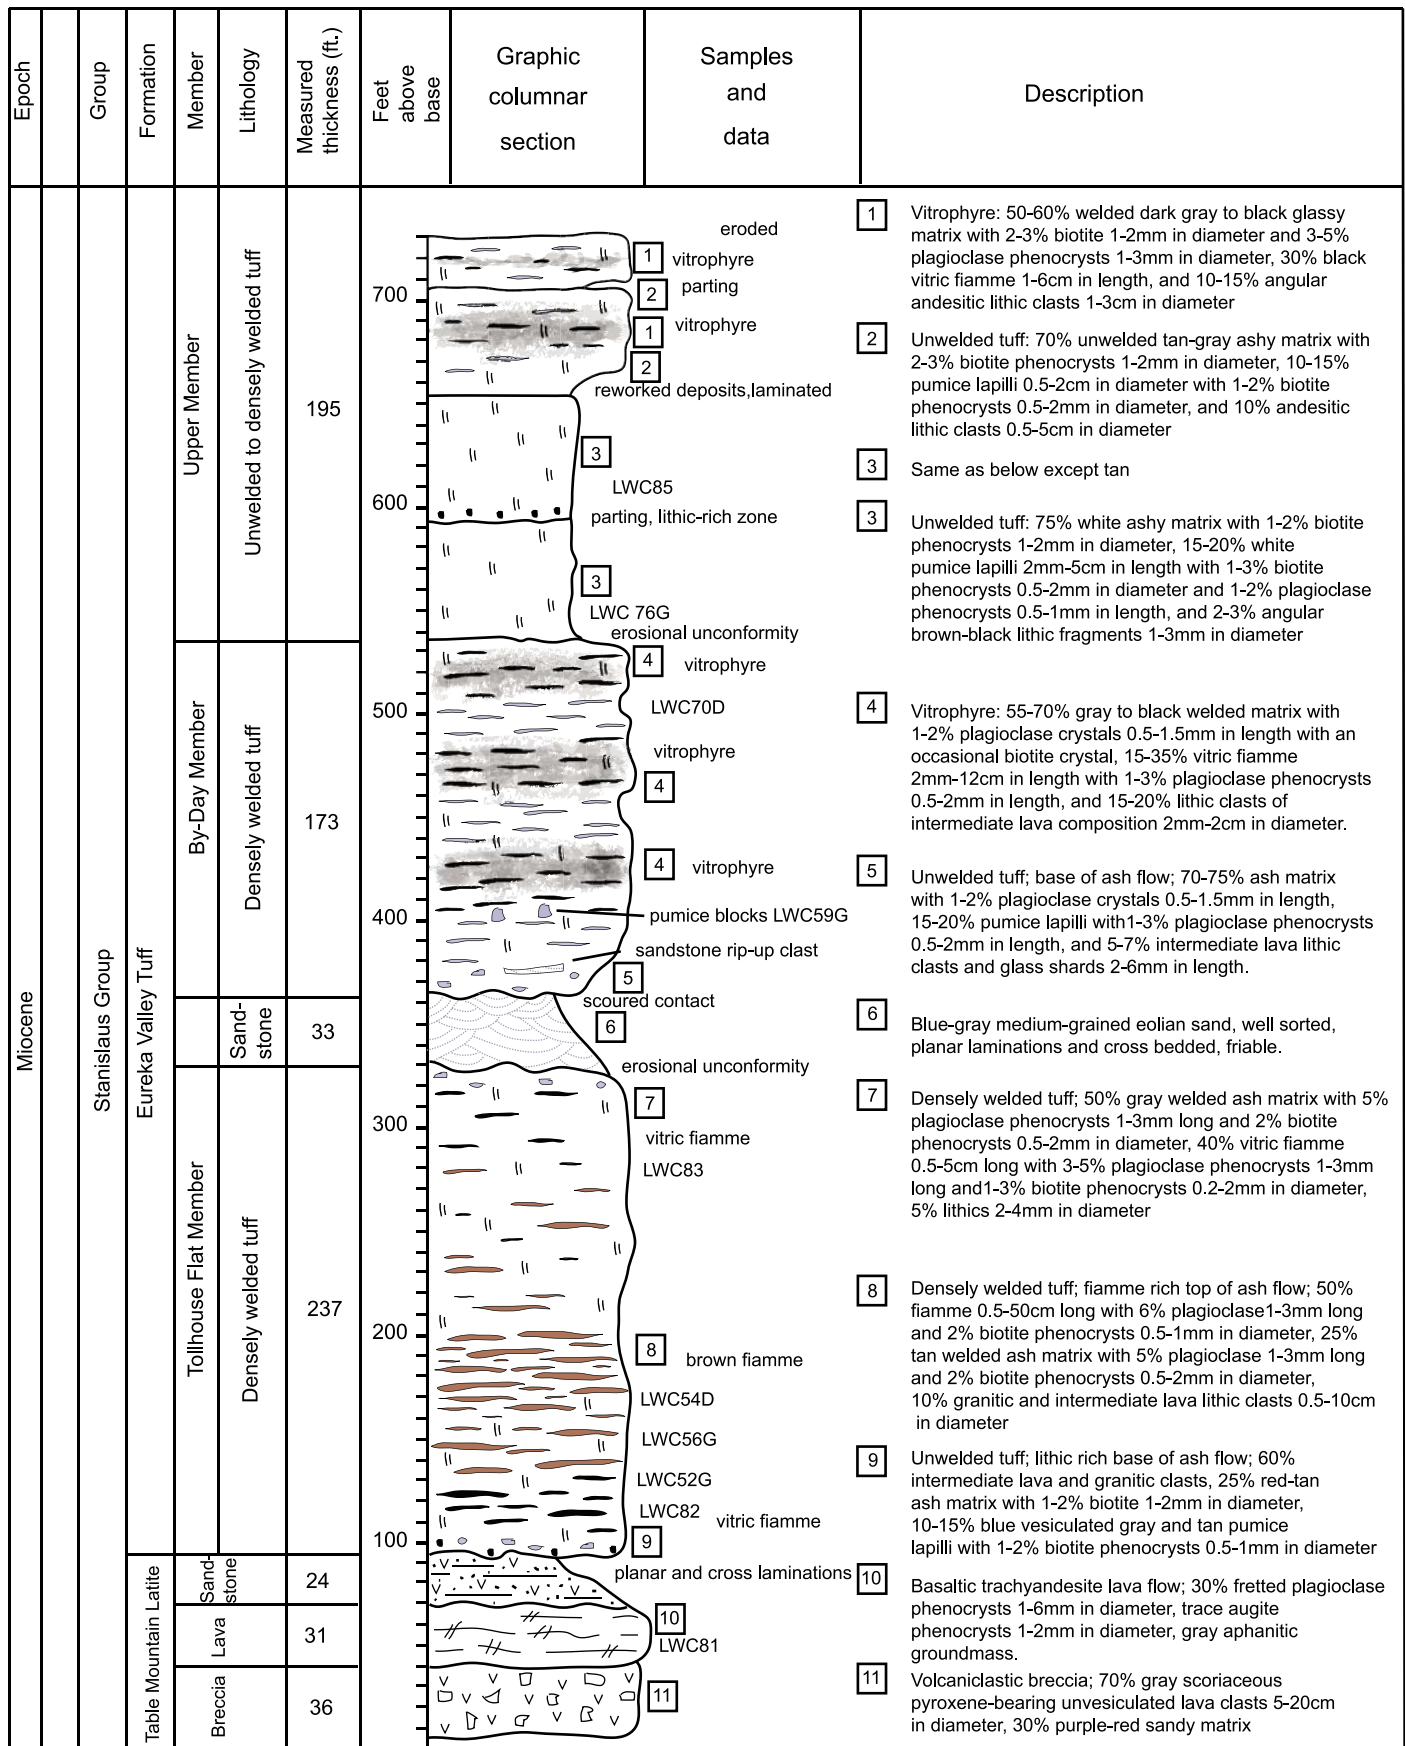 Epoch
Group
Formation
Member
Lithology
Measured
thickness (ft.)
Feet
above
base
Graphic
columnar
section
Samples
and
data
Description
Miocene
Stanislaus Group
Eureka Valley Tuff
Table Mountain Latite
Upper Member
Unwelded to densely welded tuff
195
By-Day Member
Densely welded tuff
173
Sand-
stone
33
Tollhouse Flat Member
Densely welded tuff
237
Sand-
stone
24
Lava
31
Breccia
36
700
600
500
400
300
200
100
eroded
1
vitrophyre
2
parting
1
vitrophyre
2
reworked deposits,laminated
3
LWC85
parting, lithic-rich zone
3
LWC 76G
erosional unconformity
4
vitrophyre
LWC70D
vitrophyre
4
4
vitrophyre
pumice blocks LWC59G
sandstone rip-up clast
5
scoured contact
6
erosional unconformity
7
vitric fiamme
LWC83
8
brown fiamme
LWC54D
LWC56G
LWC52G
LWC82
vitric fiamme
9
planar and cross laminations
10
LWC81
11
1
Vitrophyre: 50-60% welded dark gray to black glassy
matrix with 2-3% biotite 1-2mm in diameter and 3-5%
plagioclase phenocrysts 1-3mm in diameter, 30% black
vitric fiamme 1-6cm in length, and 10-15% angular
andesitic lithic clasts 1-3cm in diameter
2
Unwelded tuff: 70% unwelded tan-gray ashy matrix with
2-3% biotite phenocrysts 1-2mm in diameter, 10-15%
pumice lapilli 0.5-2cm in diameter with 1-2% biotite
phenocrysts 0.5-2mm in diameter, and 10% andesitic
lithic clasts 0.5-5cm in diameter
3
Same as below except tan
3
Unwelded tuff: 75% white ashy matrix with 1-2% biotite
phenocrysts 1-2mm in diameter, 15-20% white
pumice lapilli 2mm-5cm in length with 1-3% biotite
phenocrysts 0.5-2mm in diameter and 1-2% plagioclase
phenocrysts 0.5-1mm in length, and 2-3% angular
brown-black lithic fragments 1-3mm in diameter
4
Vitrophyre: 55-70% gray to black welded matrix with
1-2% plagioclase crystals 0.5-1.5mm in length with an
occasional biotite crystal, 15-35% vitric fiamme
2mm-12cm in length with 1-3% plagioclase phenocrysts
0.5-2mm in length, and 15-20% lithic clasts of
intermediate lava composition 2mm-2cm in diameter.
5
Unwelded tuff; base of ash flow; 70-75% ash matrix
with 1-2% plagioclase crystals 0.5-1.5mm in length,
15-20% pumice lapilli with1-3% plagioclase phenocrysts
0.5-2mm in length, and 5-7% intermediate lava lithic
clasts and glass shards 2-6mm in length.
6
Blue-gray medium-grained eolian sand, well sorted,
planar laminations and cross bedded, friable.
7
Densely welded tuff; 50% gray welded ash matrix with 5%
plagioclase phenocrysts 1-3mm long and 2% biotite
phenocrysts 0.5-2mm in diameter, 40% vitric fiamme
0.5-5cm long with 3-5% plagioclase phenocrysts 1-3mm
long and1-3% biotite phenocrysts 0.2-2mm in diameter,
5% lithics 2-4mm in diameter
8
Densely welded tuff; fiamme rich top of ash flow; 50%
fiamme 0.5-50cm long with 6% plagioclase1-3mm long
and 2% biotite phenocrysts 0.5-1mm in diameter, 25%
tan welded ash matrix with 5% plagioclase 1-3mm long
and 2% biotite phenocrysts 0.5-2mm in diameter,
10% granitic and intermediate lava lithic clasts 0.5-10cm
in diameter
9
Unwelded tuff; lithic rich base of ash flow; 60%
intermediate lava and granitic clasts, 25% red-tan
ash matrix with 1-2% biotite 1-2mm in diameter,
10-15% blue vesiculated gray and tan pumice
lapilli with 1-2% biotite phenocrysts 0.5-1mm in diameter
10
Basaltic trachyandesite lava flow; 30% fretted plagioclase
phenocrysts 1-6mm in diameter, trace augite
phenocrysts 1-2mm in diameter, gray aphanitic
groundmass.
11
Volcaniclastic breccia; 70% gray scoriaceous
pyroxene-bearing unvesiculated lava clasts 5-20cm
in diameter, 30% purple-red sandy matrix